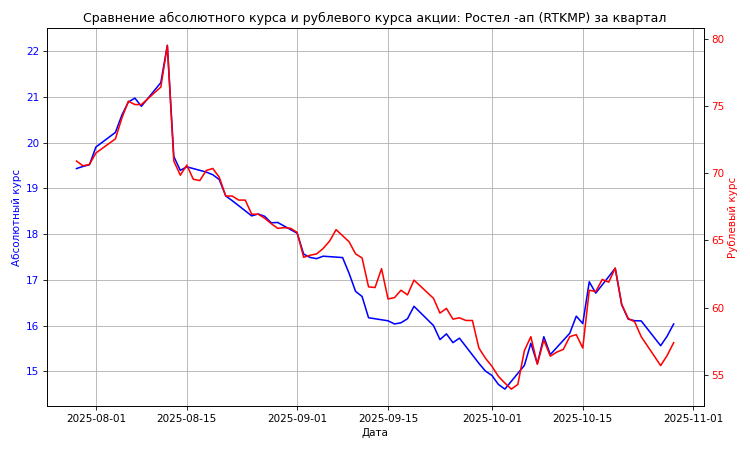 Сравнение абсолютного курса и рублевого курса акции: Ростел -ап (RTKMP) за квартал
22
21
20
19
18
17
16
15
Абсолютный курс
80
75
70
65
60
55
Рублевый курс
2025-08-01 2025-08-15 2025-09-01 2025-09-15 2025-10-01 2025-10-15 2025-11-01
Дата